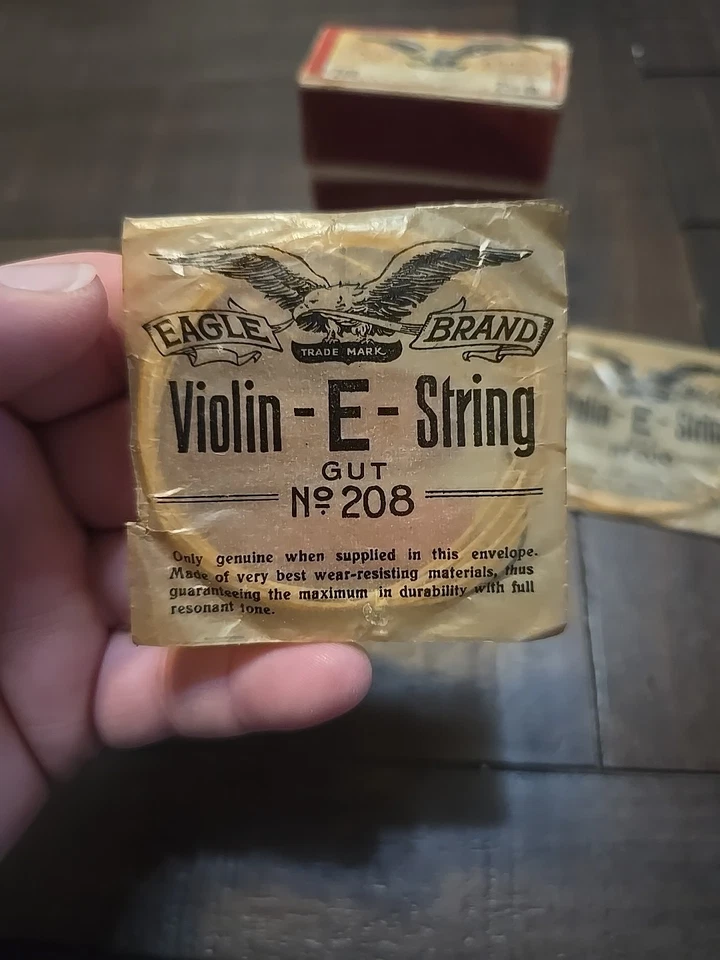 EAGLE BRAND
TRADE MARK
Violin - E - String
GUT
Nº 208
Only genuine when supplied in this envelope.
Made of very best wear-resisting materials, thus
guaranteeing the maximum in durability with full
resonant tone.
E